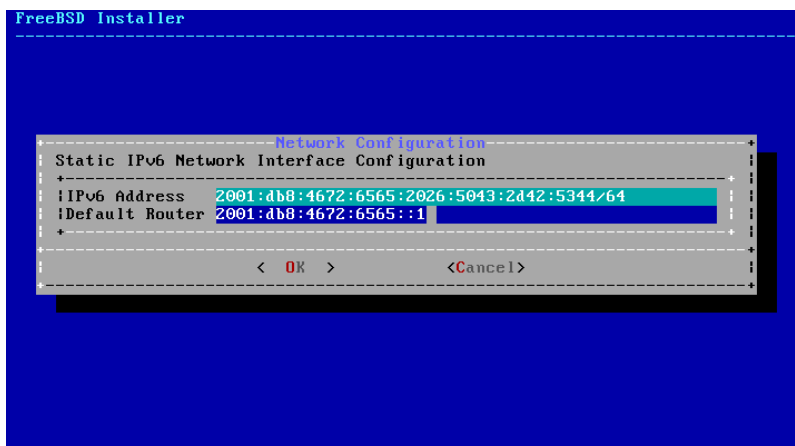 FreeBSD Installer
Network Configuration
Static IPv6 Network Interface Configuration
IPv6 Address 2001:db8:4672:6565:2026:5043:2d42:5344/64
Default Router 2001:db8:4672:6565::1
< OK > <Cancel>